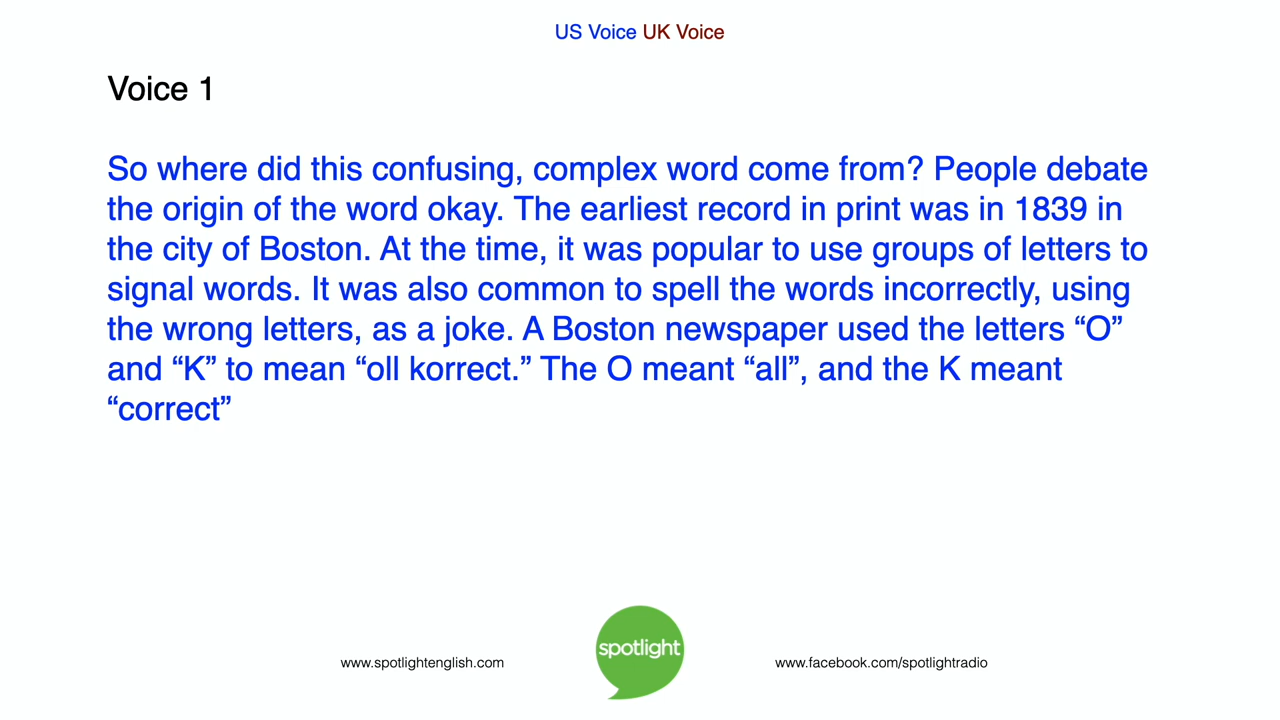 US Voice UK Voice
Voice 1
So where did this confusing, complex word come from? People debate
the origin of the word okay. The earliest record in print was in 1839 in
the city of Boston. At the time, it was popular to use groups of letters to
signal words. It was also common to spell the words incorrectly, using
the wrong letters, as a joke. A Boston newspaper used the letters “O”
and “K” to mean “oll korrect.” The O meant “all”, and the K meant
“correct”
www.spotlightenglish.com
spotlight
www.facebook.com/spotlightradio